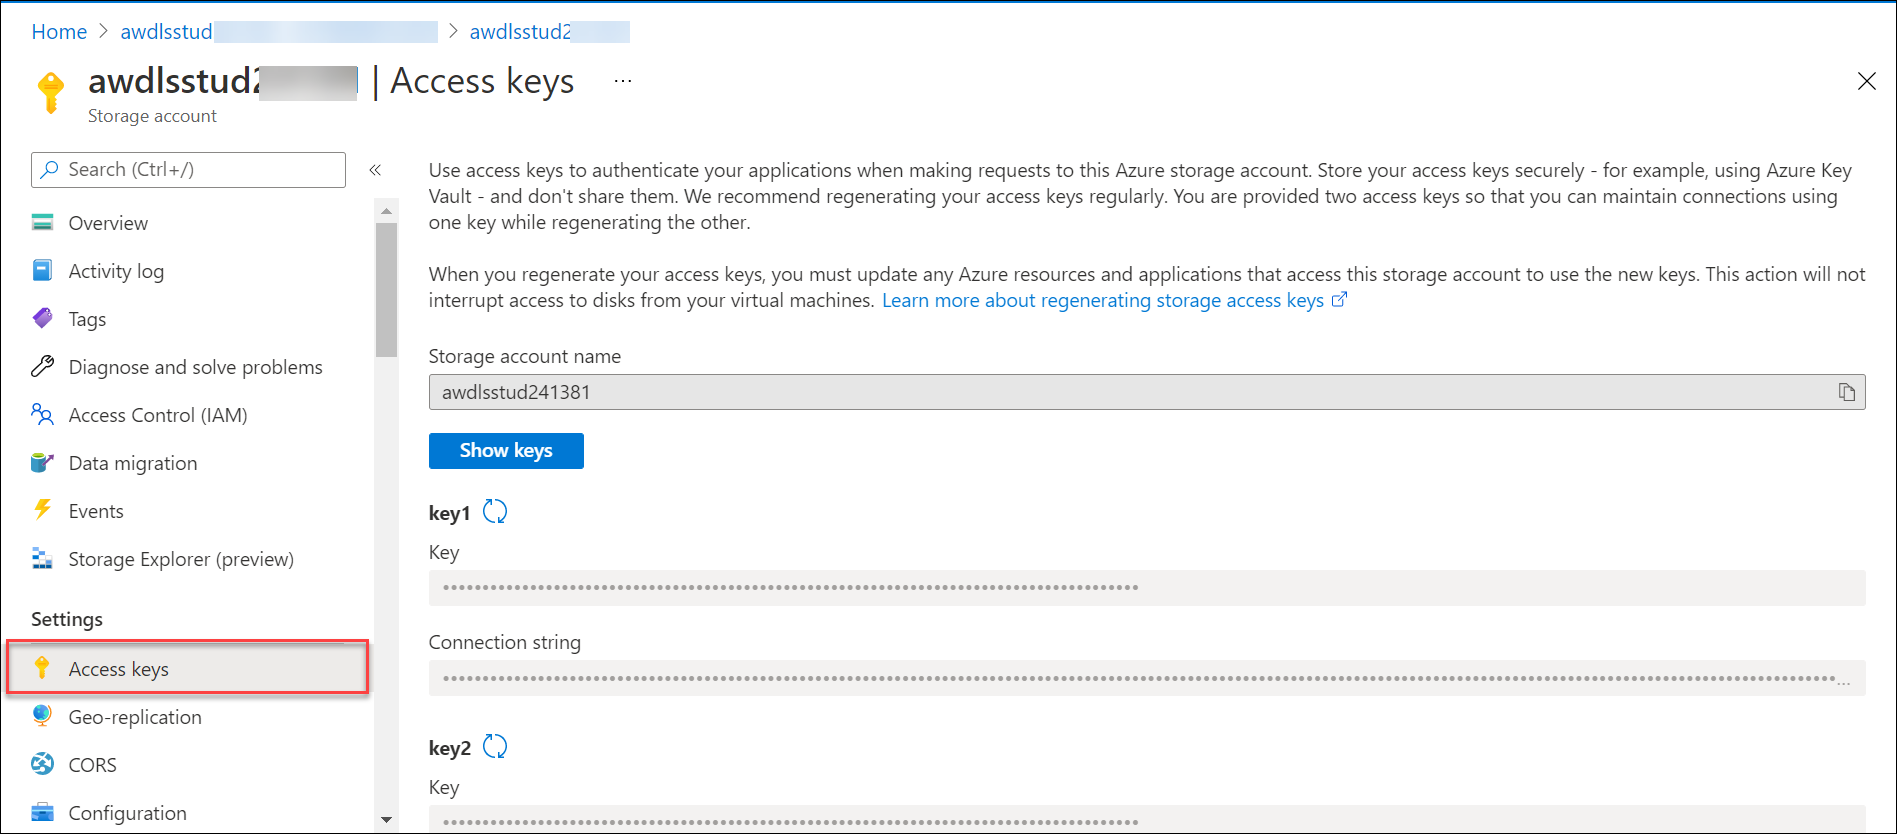 Home > awdlsstud > awdlsstud2
awdlsstud2 | Access keys ...
Storage account
Search (Ctrl+/)
«
Overview
Activity log
Tags
Diagnose and solve problems
Access Control (IAM)
Data migration
Events
Storage Explorer (preview)
Settings
Access keys
Geo-replication
CORS
Configuration
Use access keys to authenticate your applications when making requests to this Azure storage account. Store your access keys securely - for example, using Azure Key
Vault - and don't share them. We recommend regenerating your access keys regularly. You are provided two access keys so that you can maintain connections using
one key while regenerating the other.
When you regenerate your access keys, you must update any Azure resources and applications that access this storage account to use the new keys. This action will not
interrupt access to disks from your virtual machines. Learn more about regenerating storage access keys
Storage account name
awdlsstud241381
Show keys
key1
Key
Connection string
key2
Key